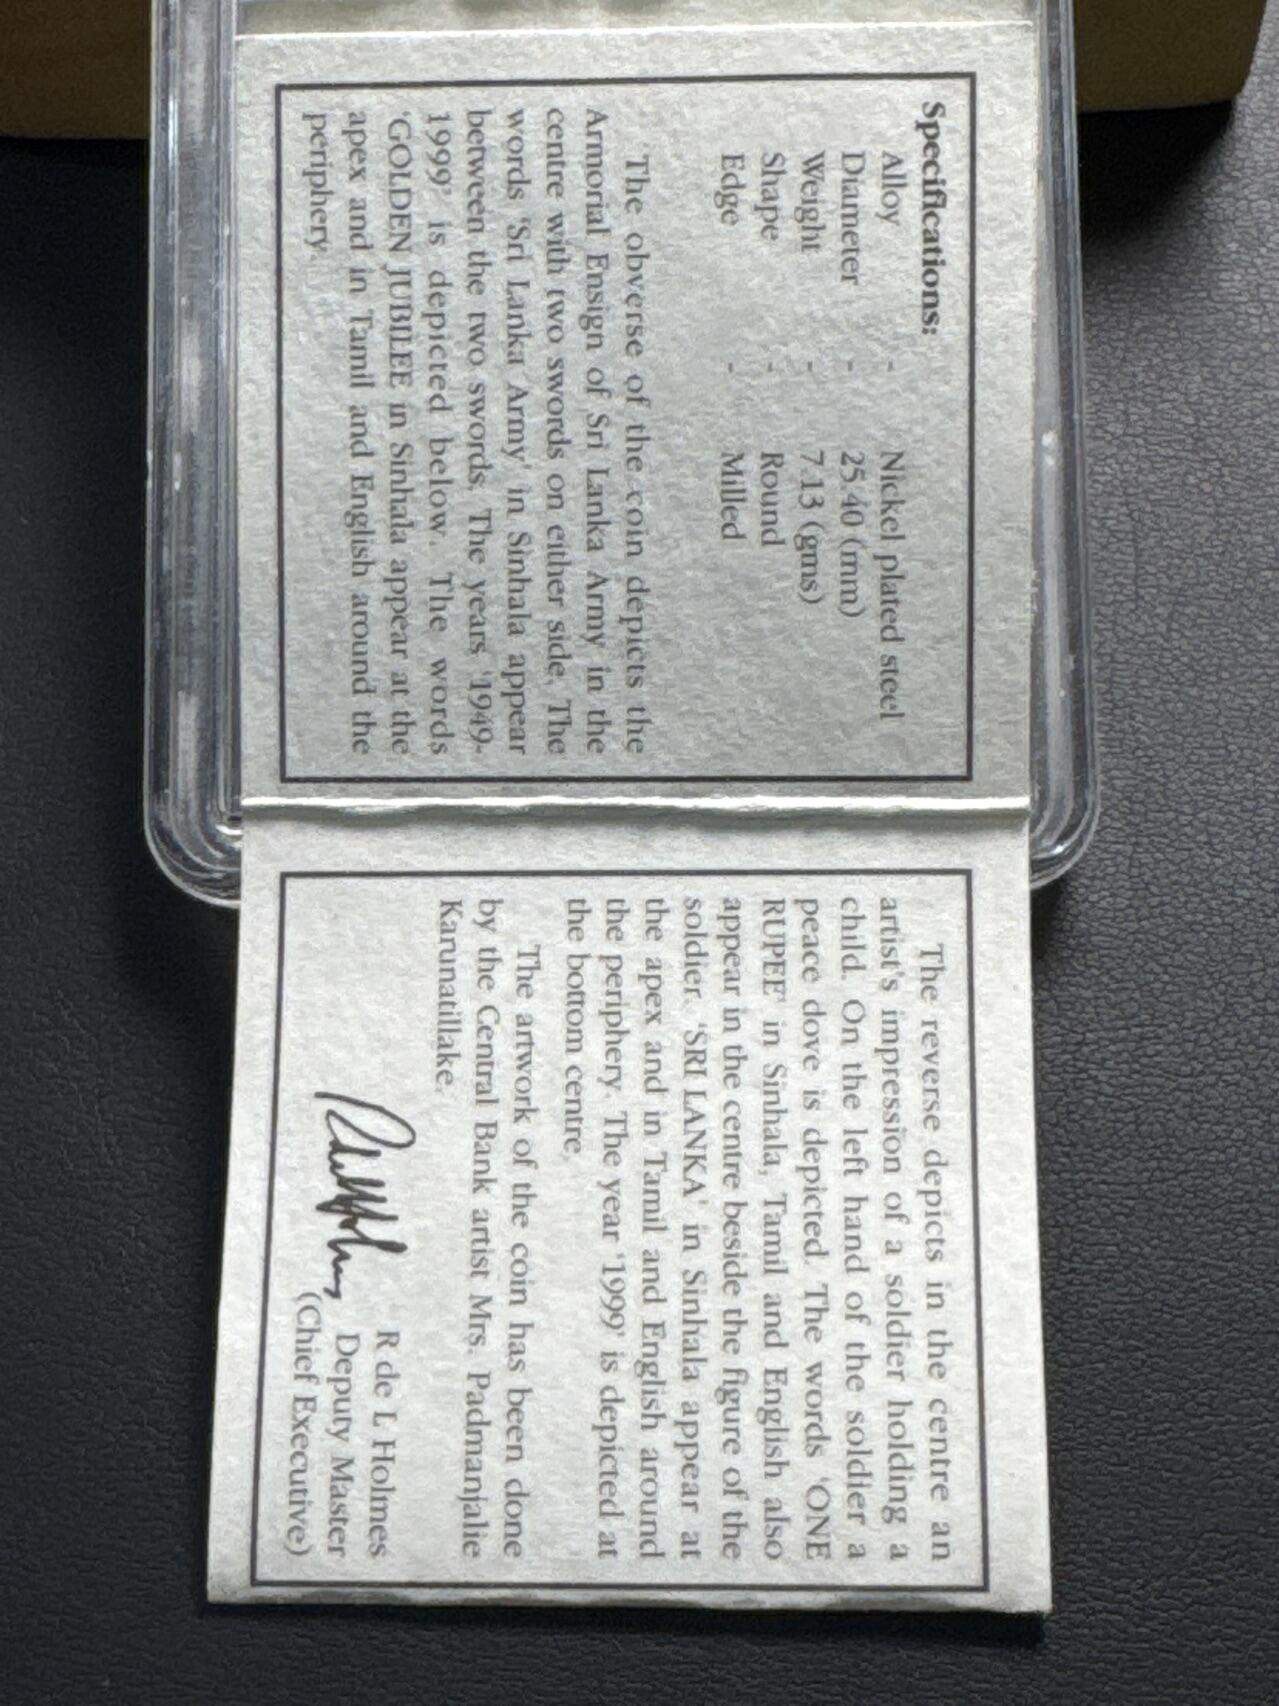 Specifications:
Alloy - Nickel plated steel
Diameter - 25.40 (mm)
Weight - 7.13 (gms)
Shape - Round
Edge - Milled
The obverse of the coin depicts the
Armorial Ensign of Sri Lanka Army in the
centre with two swords on either side. The
words 'Sri Lanka Army' in Sinhala appear
between the two swords. The years '1949-
1999' is depicted below. The words
'GOLDEN JUBILEE in Sinhala appear at the
apex and in Tamil and English around the
periphery.
The reverse depicts in the centre an
artist's impression of a soldier holding a
child. On the left hand of the soldier a
peace dove is depicted. The words 'ONE
RUPEE' in Sinhala, Tamil and English also
appear in the centre beside the figure of the
soldier. 'SRI LANKA' in Sinhala appear at
the apex and in Tamil and English around
the periphery. The year '1999' is depicted at
the bottom centre.
The artwork of the coin has been done
by the Central Bank artist Mrs. Padmanjalie
Karunatillake.
R de L Holmes
Deputy Master
(Chief Executive)